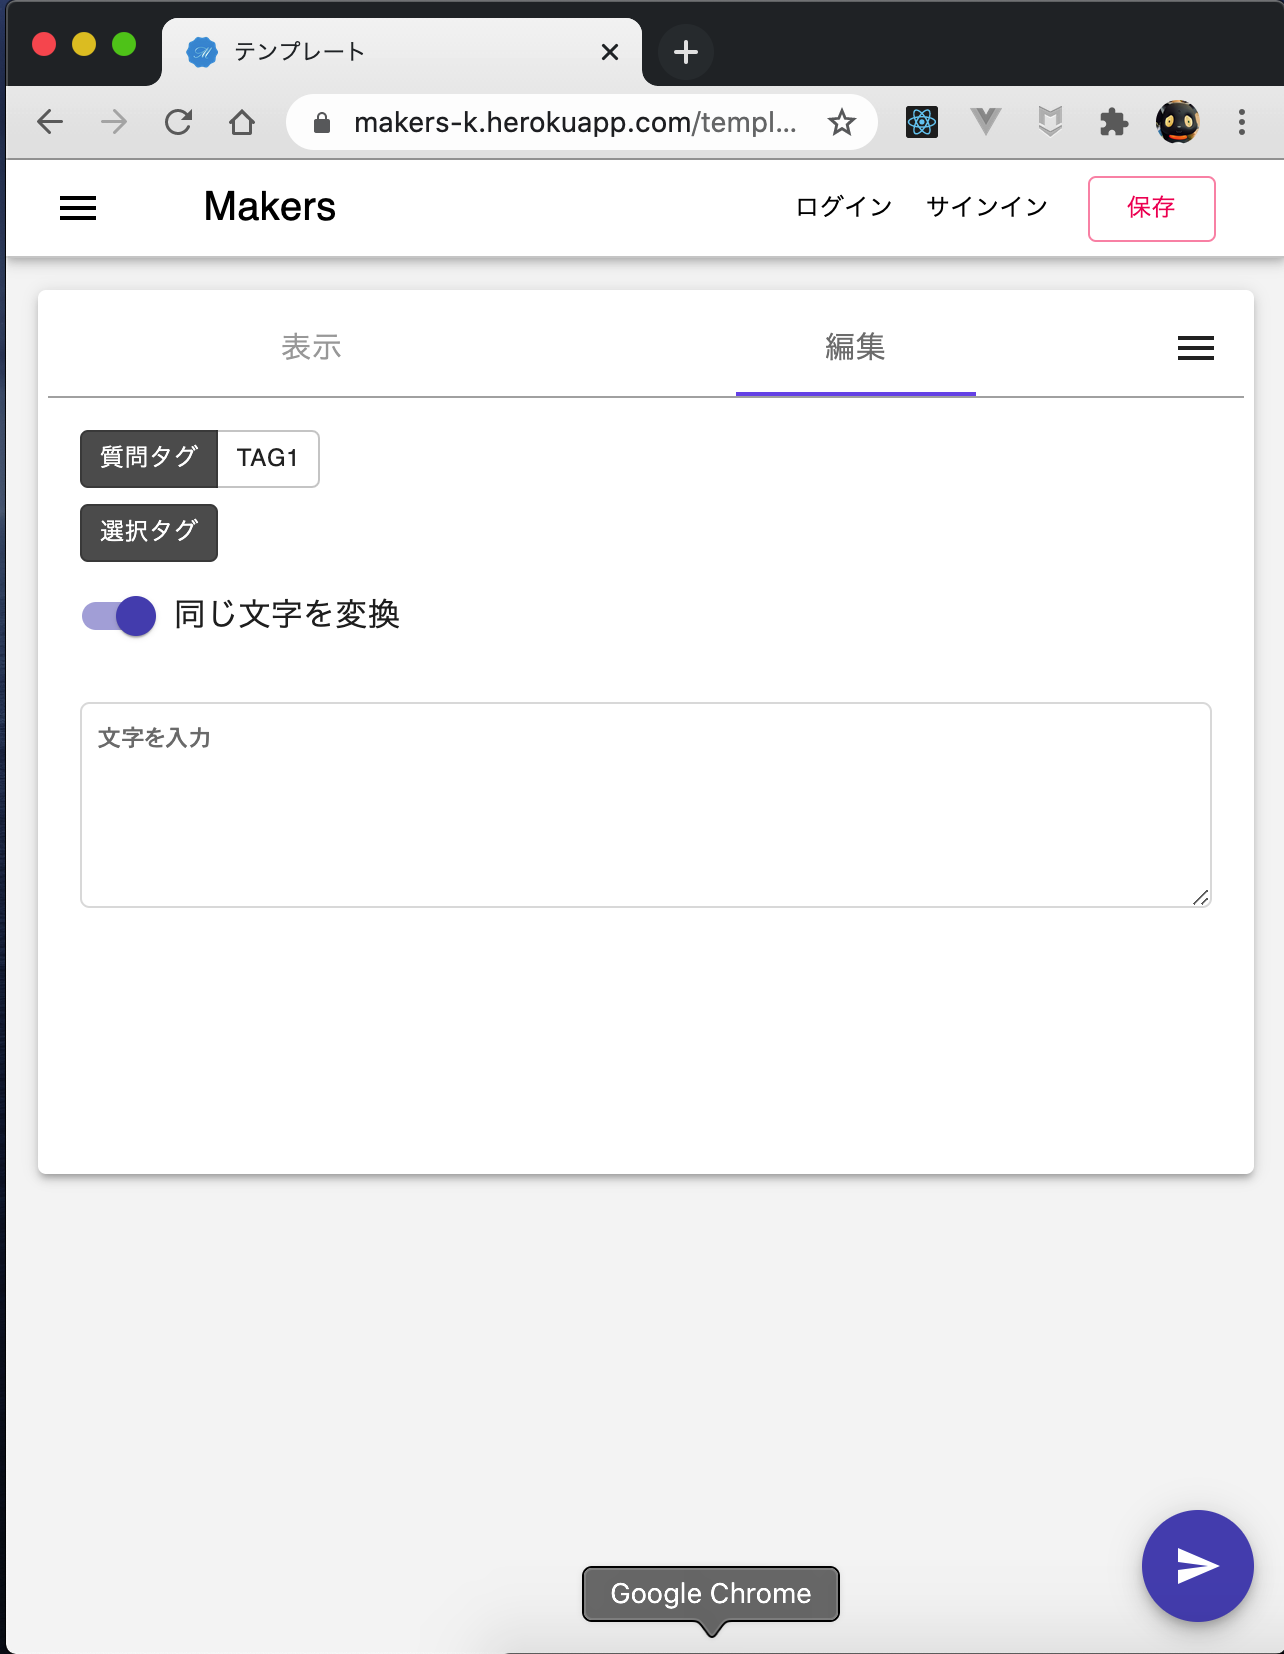 テンプレート
makers-k.herokuapp.com/templ...
Makers
ログイン
サインイン
保存
表示
編集
質問タグ
TAG1
選択タグ
同じ文字を変換
文字を入力
Google Chrome